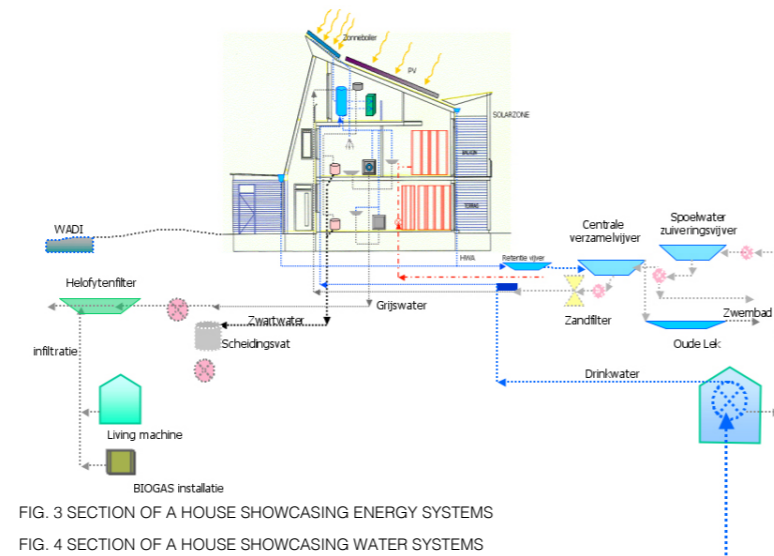 Zonneboiler
PV
SOLARZONE
BALKON
TERRAS
WADI
Centrale
verzamelvijver
Spoelwater
zuiveringsvijver
HWA
Retentie vijver
Helofytenfilter
Grijswater
Zwartwater
Scheidingsvat
Zandfilter
Oude Lek
Zwembad
infiltratie
Drinkwater
Living machine
BIOGAS installatie
FIG. 3 SECTION OF A HOUSE SHOWCASING ENERGY SYSTEMS
FIG. 4 SECTION OF A HOUSE SHOWCASING WATER SYSTEMS